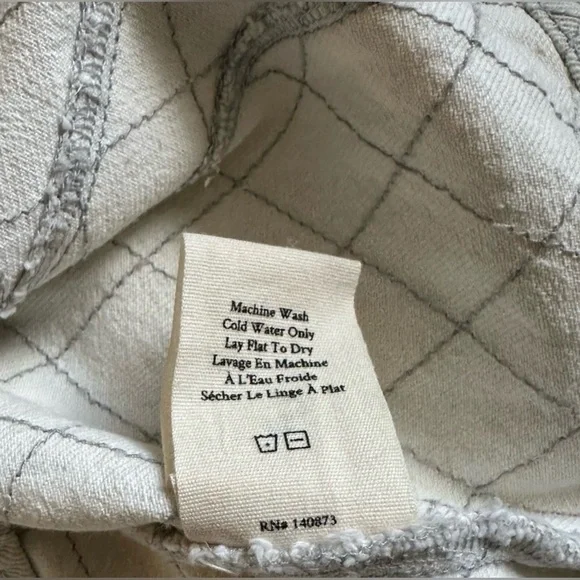 Machine Wash
Cold Water Only
Lay Flat To Dry
Lavage En Machine
À L'Eau Froide
Sécher Le Linge À Plat
RN# 140873